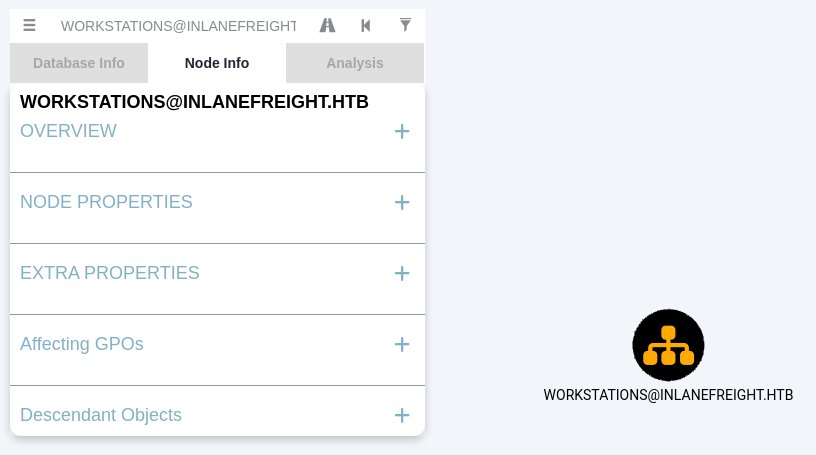 WORKSTATIONS@INLANEFREIGHT
Database Info
Node Info
Analysis
WORKSTATIONS@INLANEFREIGHT.HTB
OVERVIEW
NODE PROPERTIES
EXTRA PROPERTIES
Affecting GPOs
Descendant Objects
WORKSTATIONS@INLANEFREIGHT.HTB